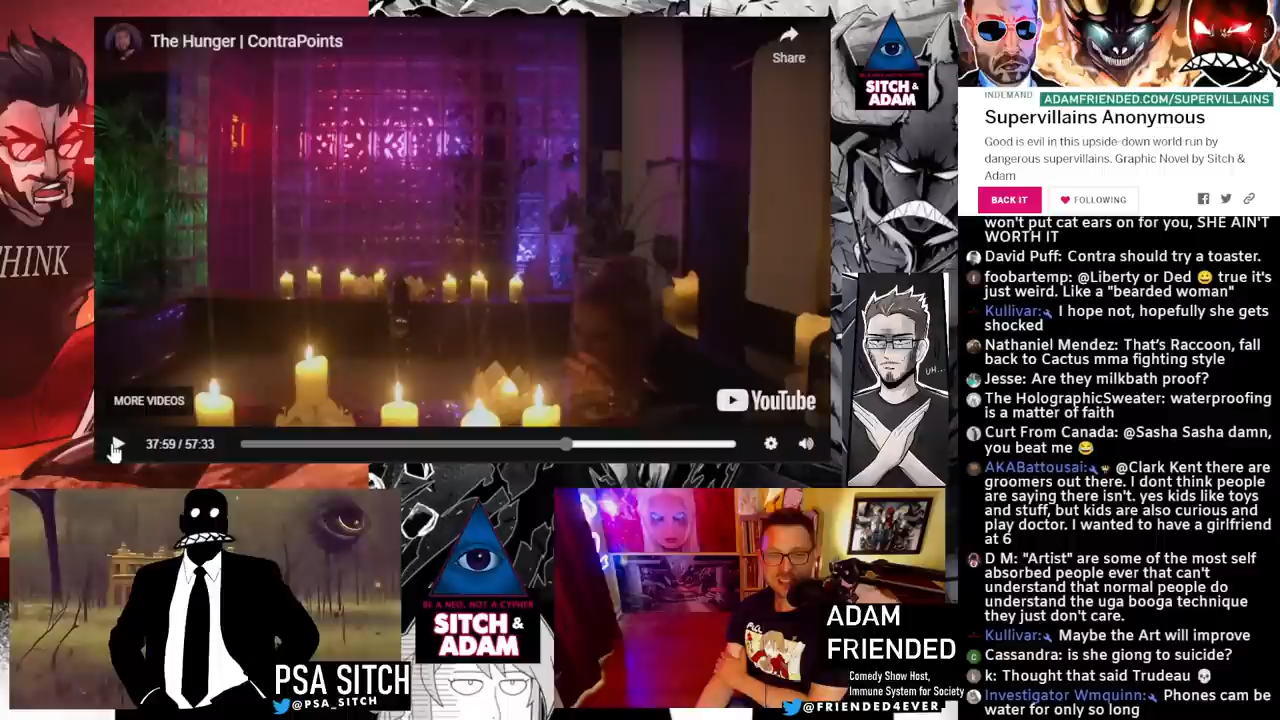 The Hunger | ContraPoints
Share
SITCH &
ADAM
THINK
UH...
MORE VIDEOS
YouTube
37:59 / 57:33
BE A NEO, NOT A CYPHER
SITCH &
ADAM
PSA SITCH
@PSA_SITCH
ADAM
FRIENDED
Comedy Show Host,
Immune System for Society
@FRIENDED4EVER
INDEMAND
ADAMFRIENDED.COM/SUPERVILLAINS
Supervillains Anonymous
Good is evil in this upside-down world run by
dangerous supervillains. Graphic Novel by Sitch &
Adam
BACK IT
FOLLOWING
won't put cat ears on for you, SHE AIN'T
WORTH IT
David Puff: Contra should try a toaster.
foobartemp: @Liberty or Ded 😄 true it's
just weird. Like a "bearded woman"
Kullivar: I hope not, hopefully she gets
shocked
Nathaniel Mendez: That's Raccoon, fall
back to Cactus mma fighting style
Jesse: Are they milkbath proof?
The HolographicSweater: waterproofing
is a matter of faith
Curt From Canada: @Sasha Sasha damn,
you beat me 😂
AKABattousai: @Clark Kent there are
groomers out there. I dont think people
are saying there isn't. yes kids like toys
and stuff, but kids are also curious and
play doctor. I wanted to have a girlfriend
at 6
D M: "Artist" are some of the most self
absorbed people ever that can't
understand that normal people do
understand the uga booga technique
they just don't care.
Kullivar: Maybe the Art will improve
Cassandra: is she giong to suicide?
k: Thought that said Trudeau 💀
Investigator Wmgunn: Phones cam be
water for only so long